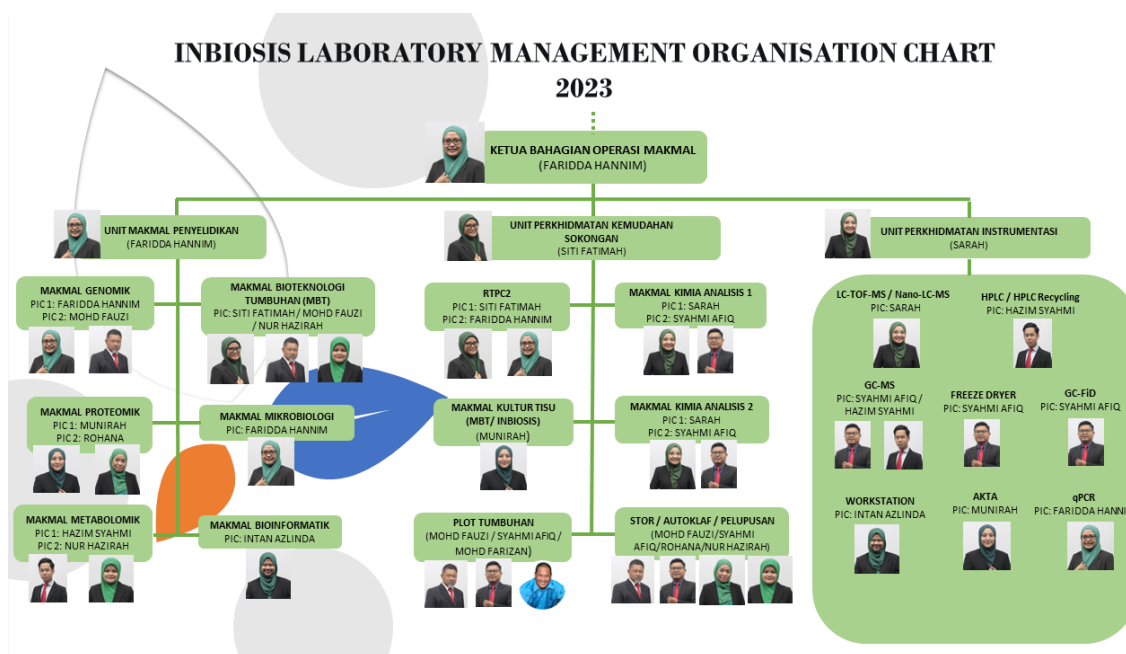 INBIOSIS LABORATORY MANAGEMENT ORGANISATION CHART
2023
KETUA BAHAGIAN OPERASI MAKMAL
(FARIDDA HANNIM)
UNIT MAKMAL PENYELIDIKAN
(FARIDDA HANNIM)
MAKMAL GENOMIK
PIC 1: FARIDDA HANNIM
PIC 2: MOHD FAUZI
MAKMAL BIOTEKNOLOGI
TUMBUHAN (MBT)
PIC: SITI FATIMAH / MOHD FAUZI
/ NUR HAZIRAH
MAKMAL PROTEOMIK
PIC 1: MUNIRAH
PIC 2: ROHANA
MAKMAL MIKROBIOLOGI
PIC: FARIDDA HANNIM
MAKMAL METABOLOMIK
PIC 1: HAZIM SYAHMI
PIC 2: NUR HAZIRAH
MAKMAL BIOINFORMATIK
PIC: INTAN AZLINDA
UNIT PERKHIDMATAN KEMUDAHAN
SOKONGAN
(SITI FATIMAH)
RTPC2
PIC 1: SITI FATIMAH
PIC 2: FARIDDA HANNIM
MAKMAL KIMIA ANALISIS 1
PIC 1: SARAH
PIC 2: SYAHMI AFIQ
MAKMAL KULTUR TISU
(MBT/ INBIOSIS)
(MUNIRAH)
MAKMAL KIMIA ANALISIS 2
PIC 1: SARAH
PIC 2: SYAHMI AFIQ
PLOT TUMBUHAN
(MOHD FAUZI / SYAHMI AFIQ /
MOHD FARIZAN)
STOR / AUTOKLAF / PELUPUSAN
(MOHD FAUZI/SYAHMI
AFIQ/ROHANA/NUR HAZIRAH)
UNIT PERKHIDMATAN INSTRUMENTASI
(SARAH)
LC-TOF-MS / Nano-LC-MS
PIC: SARAH
HPLC / HPLC Recycling
PIC: HAZIM SYAHMI
GC-MS
PIC: SYAHMI AFIQ /
HAZIM SYAHMI
FREEZE DRYER
PIC: SYAHMI AFIQ
GC-FiD
PIC: SYAHMI AFIQ
WORKSTATION
PIC: INTAN AZLINDA
AKTA
PIC: MUNIRAH
qPCR
PIC: FARIDDA HANNI